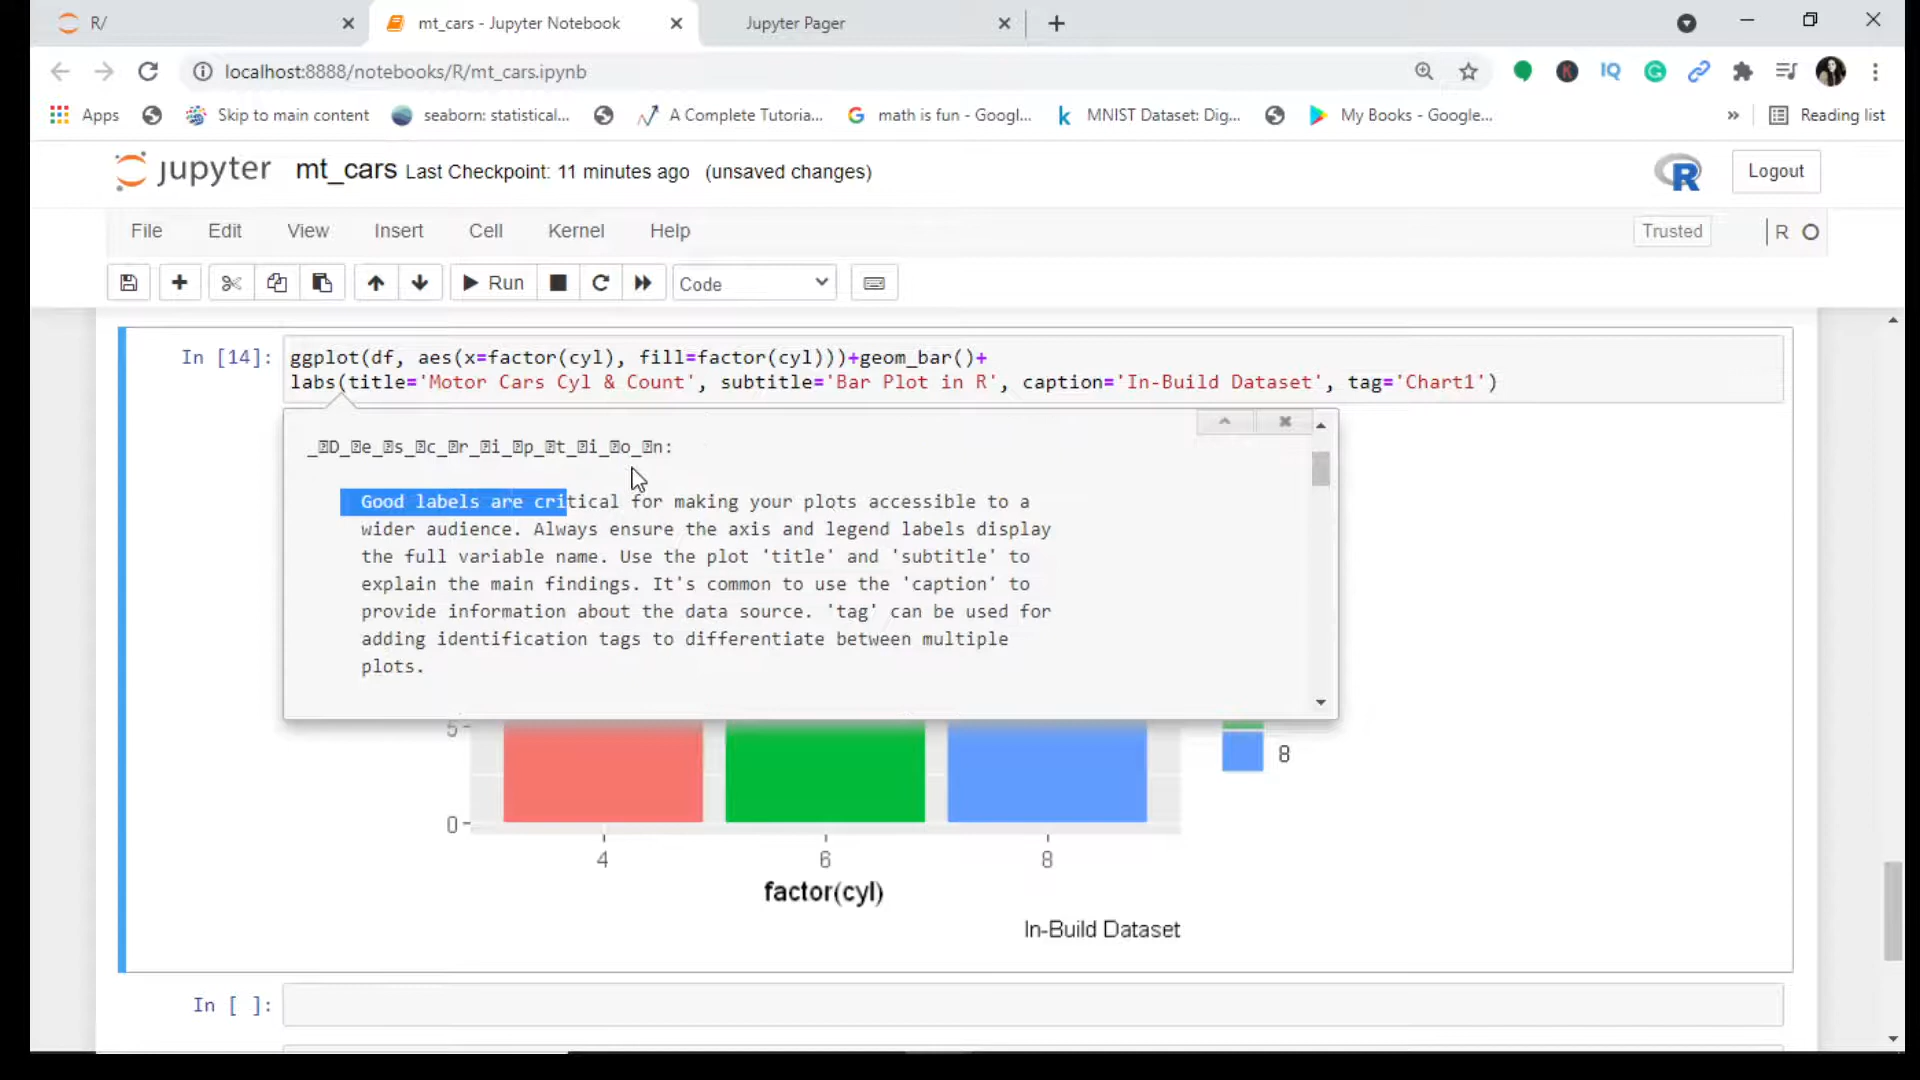 R/
mt_cars - Jupyter Notebook
Jupyter Pager
localhost:8888/notebooks/R/mt_cars.ipynb
IQ
Apps
Skip to main content
seaborn: statistical...
A Complete Tutoria...
math is fun - Googl...
MNIST Dataset: Dig...
My Books - Google...
Reading list
jupyter
mt_cars
Last Checkpoint: 11 minutes ago
(unsaved changes)
R
Logout
File
Edit
View
Insert
Cell
Kernel
Help
Trusted
R
Run
Code
In [14]:
ggplot(df, aes(x=factor(cyl), fill=factor(cyl)))+geom_bar()+
labs(title='Motor Cars Cyl & Count', subtitle='Bar Plot in R', caption='In-Build Dataset', tag='Chart1')
_D_e_s_c_r_i_p_t_i_o_n:
Good labels are critical for making your plots accessible to a
wider audience. Always ensure the axis and legend labels display
the full variable name. Use the plot 'title' and 'subtitle' to
explain the main findings. It's common to use the 'caption' to
provide information about the data source. 'tag' can be used for
adding identification tags to differentiate between multiple
plots.
5
8
0
4
6
8
factor(cyl)
In-Build Dataset
In [ ]: